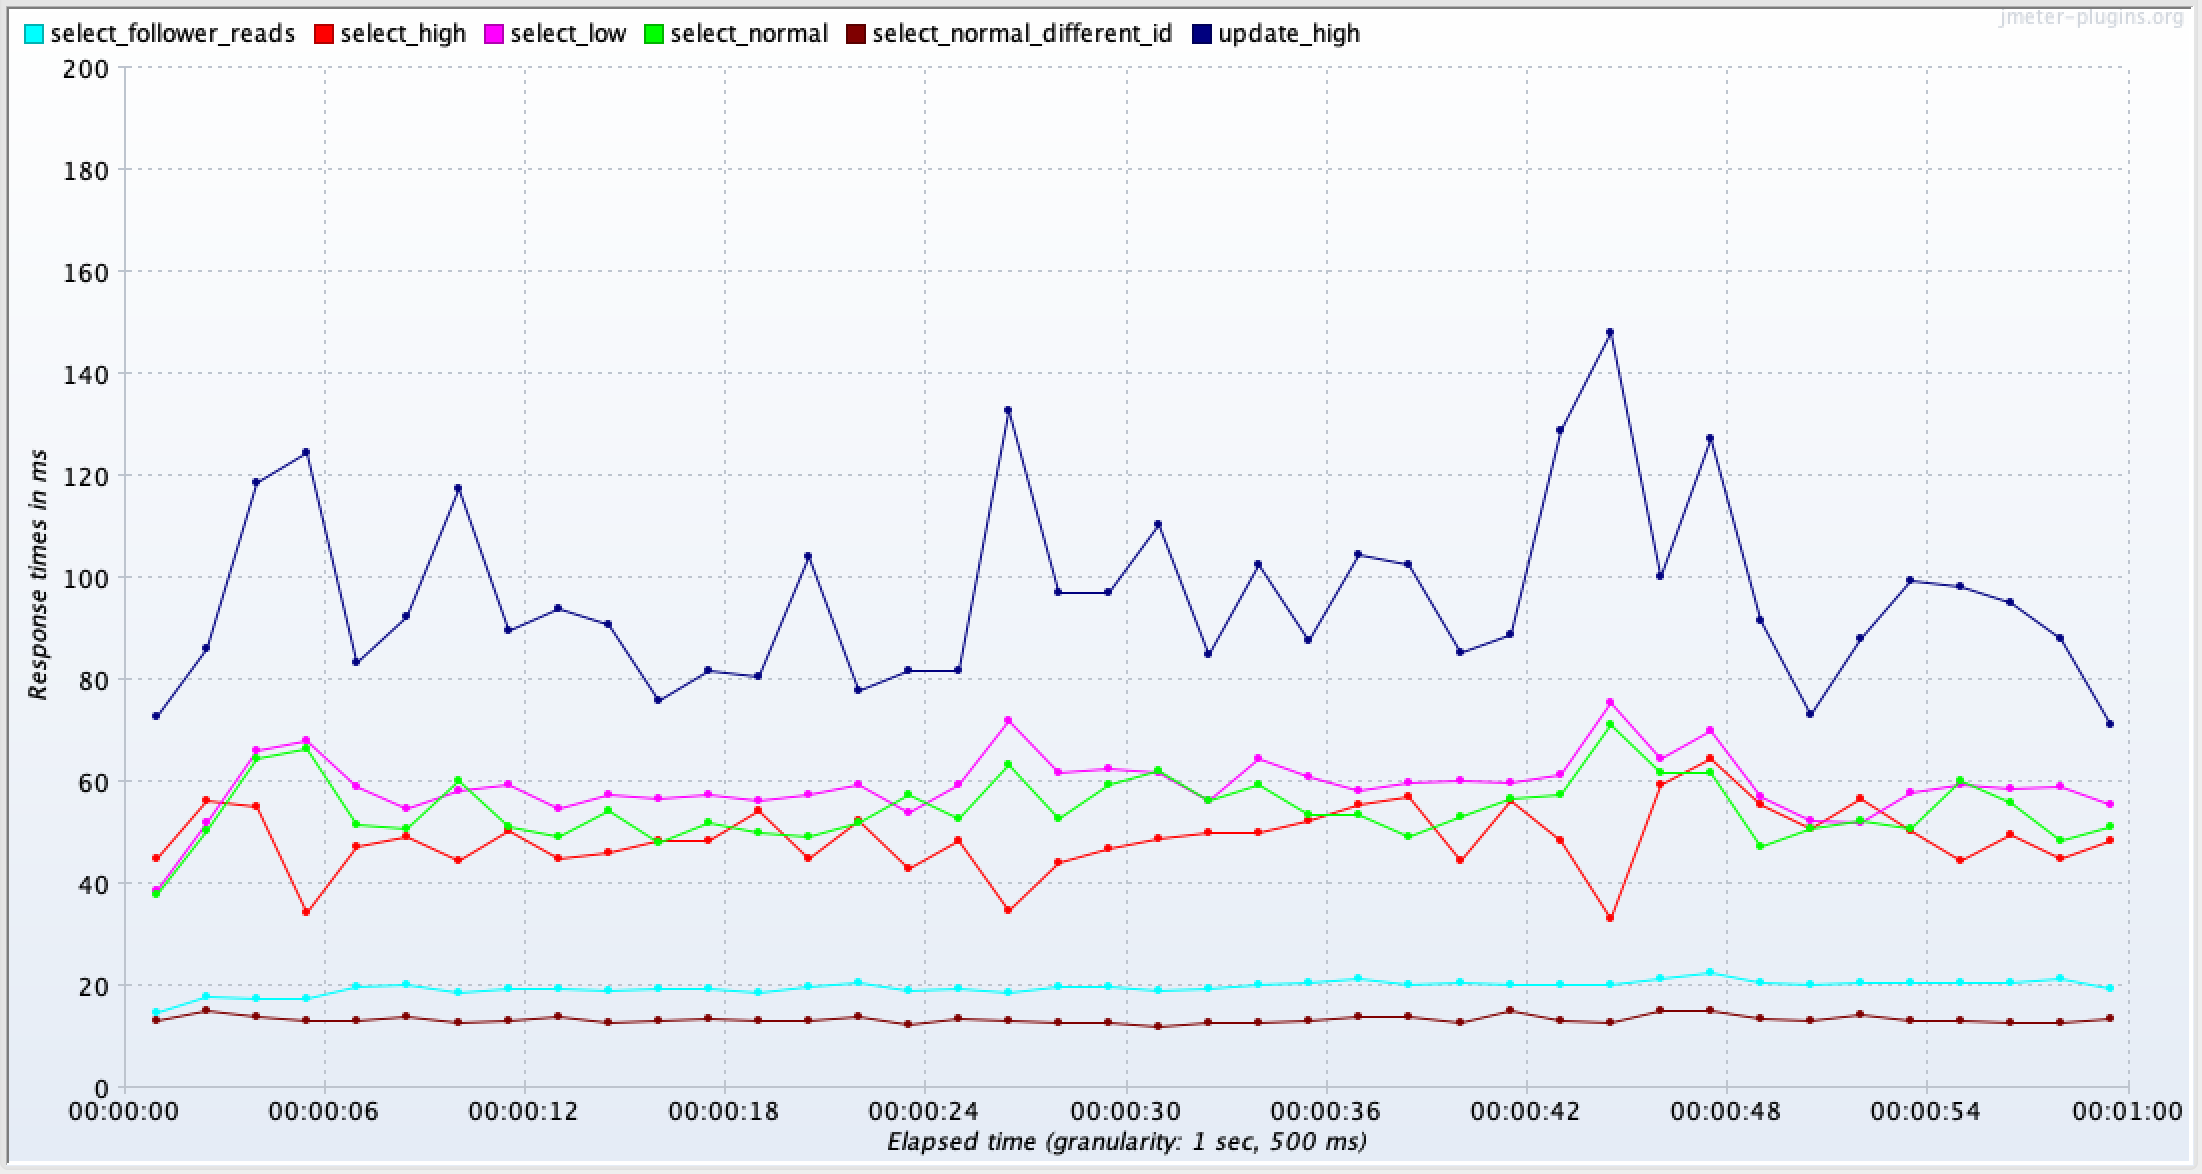 jmeter-plugins.org
select_follower_reads select_high select_low select_normal select_normal_different_id update_high
200
180
160
140
120
100
80
60
40
20
0
Response times in ms
00:00:00 00:00:06 00:00:12 00:00:18 00:00:24 00:00:30 00:00:36 00:00:42 00:00:48 00:00:54 00:01:00
Elapsed time (granularity: 1 sec, 500 ms)